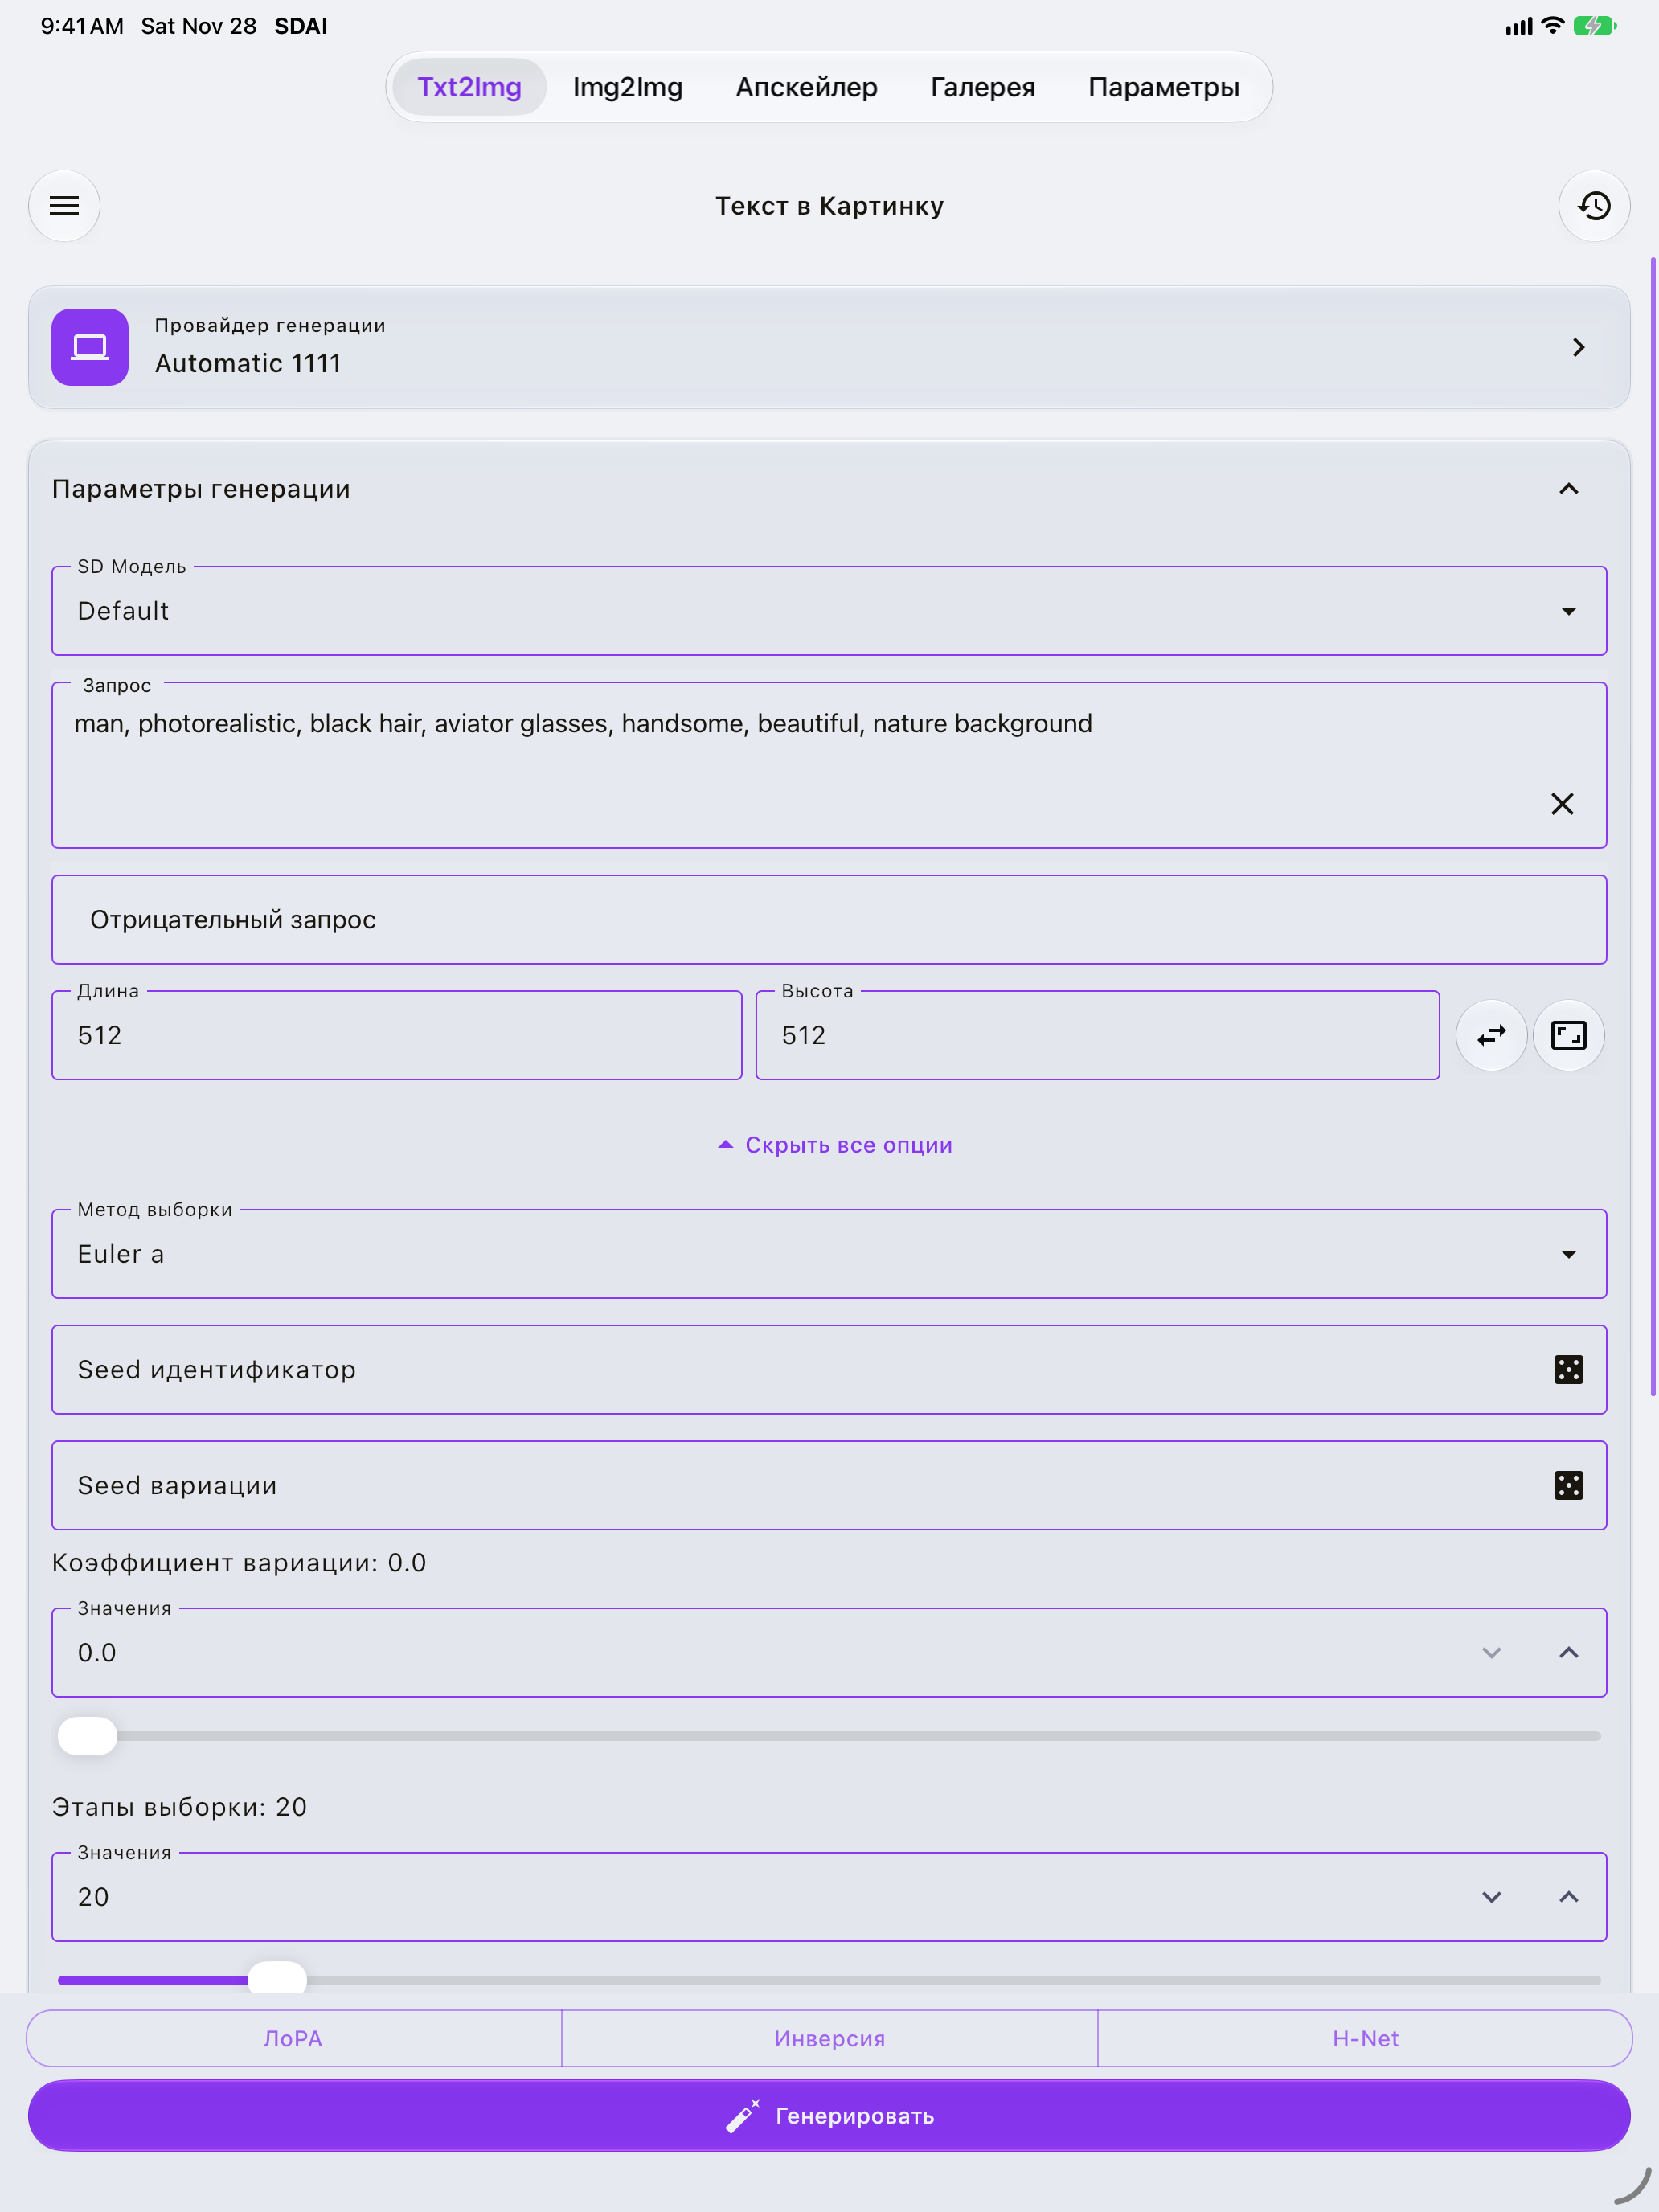 9:41 AM Sat Nov 28 SDAI
Txt2Img Img2Img Апскейлер Галерея Параметры
Текст в Картинку
Провайдер генерации
Automatic 1111
Параметры генерации
SD Модель
Default
Запрос
man, photorealistic, black hair, aviator glasses, handsome, beautiful, nature background
Отрицательный запрос
Длина Высота
512 512
Скрыть все опции
Метод выборки
Euler a
Seed идентификатор
Seed вариации
Коэффициент вариации: 0.0
Значения
0.0
Этапы выборки: 20
Значения
20
ЛоРА Инверсия H-Net
Генерировать